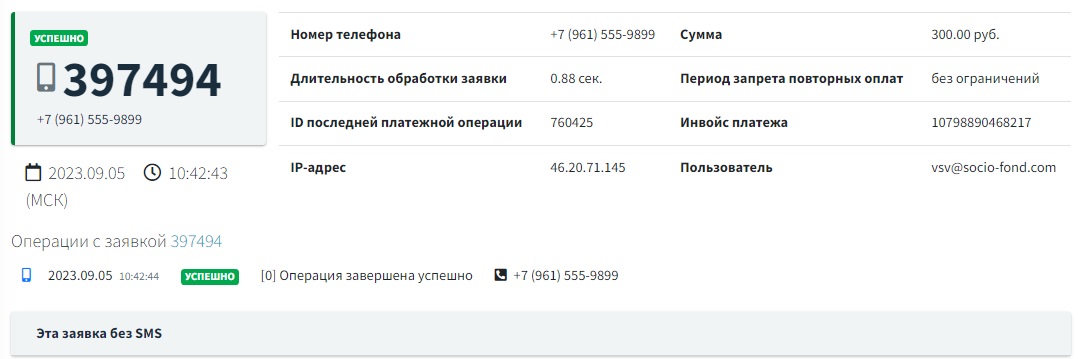 УСПЕШНО
397494
+7 (961) 555-9899
2023.09.05 10:42:43
(МСК)
Номер телефона +7 (961) 555-9899 Сумма 300.00 руб.
Длительность обработки заявки 0.88 сек. Период запрета повторных оплат без ограничений
ID последней платежной операции 760425 Инвойс платежа 10798890468217
IP-адрес 46.20.71.145 Пользователь vsv@socio-fond.com
Операции с заявкой 397494
2023.09.05 10:42:44 УСПЕШНО [0] Операция завершена успешно +7 (961) 555-9899
Эта заявка без SMS